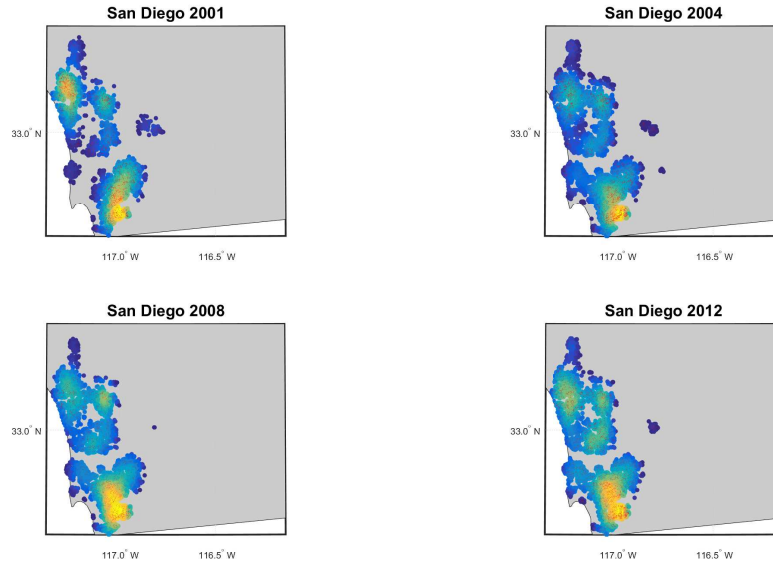 San Diego 2001
33.0° N
117.0° W
116.5° W
San Diego 2004
33.0° N
117.0° W
116.5° W
San Diego 2008
33.0° N
117.0° W
116.5° W
San Diego 2012
33.0° N
117.0° W
116.5° W